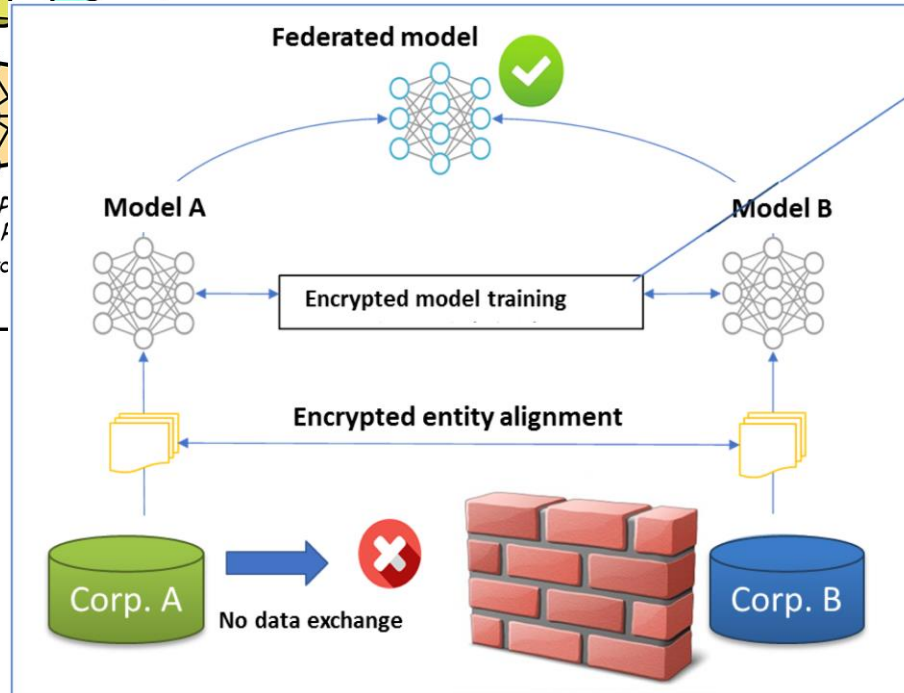 Federated model
Model A
Model B
Encrypted model training
Encrypted entity alignment
Corp. A
No data exchange
Corp. B